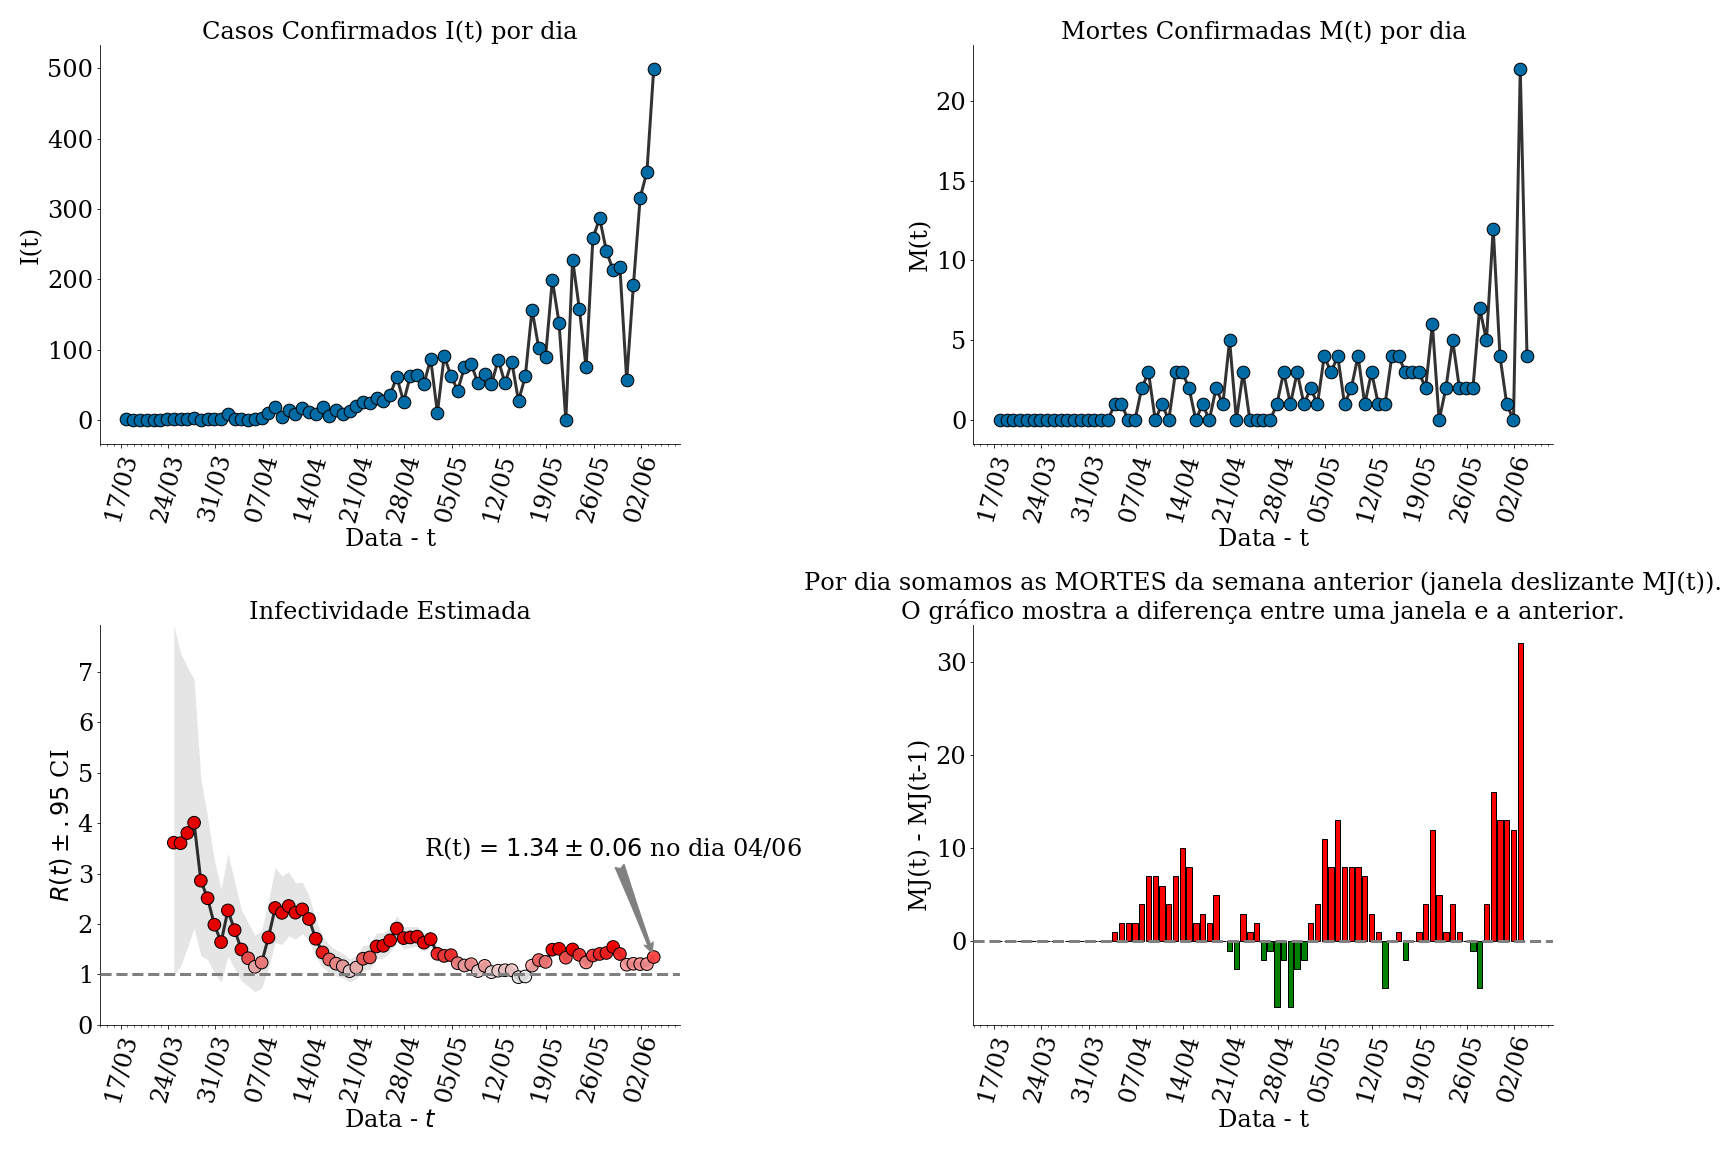 Casos Confirmados I(t) por dia
500
400
300
200
100
0
I(t)
17/03 24/03 31/03 07/04 14/04 21/04 28/04 05/05 12/05 19/05 26/05 02/06
Data - t
Mortes Confirmadas M(t) por dia
20
15
10
5
0
M(t)
17/03 24/03 31/03 07/04 14/04 21/04 28/04 05/05 12/05 19/05 26/05 02/06
Data - t
Infectividade Estimada
7
6
5
4
3
2
1
0
R(t) ± .95 CI
R(t) = 1.34 ± 0.06 no dia 04/06
17/03 24/03 31/03 07/04 14/04 21/04 28/04 05/05 12/05 19/05 26/05 02/06
Data - t
Por dia somamos as MORTES da semana anterior (janela deslizante MJ(t)).
O gráfico mostra a diferença entre uma janela e a anterior.
30
20
10
0
MJ(t) - MJ(t-1)
17/03 24/03 31/03 07/04 14/04 21/04 28/04 05/05 12/05 19/05 26/05 02/06
Data - t